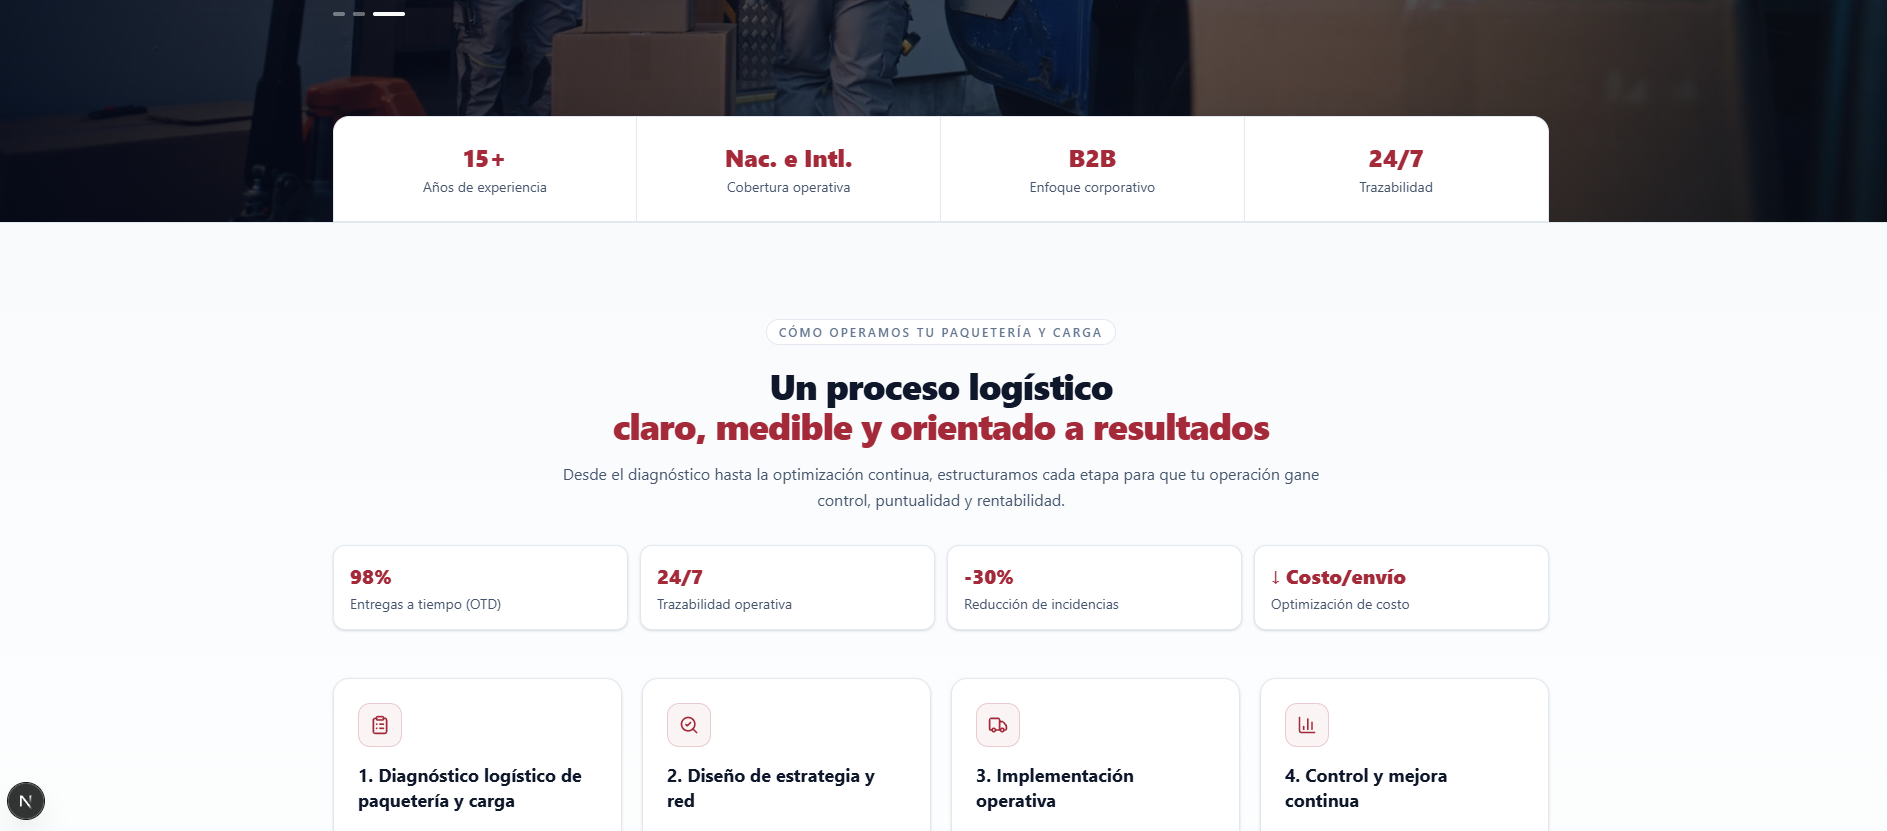 15+
Años de experiencia
Nac. e Intl.
Cobertura operativa
B2B
Enfoque corporativo
24/7
Trazabilidad
CÓMO OPERAMOS TU PAQUETERÍA Y CARGA
Un proceso logístico
claro, medible y orientado a resultados
Desde el diagnóstico hasta la optimización continua, estructuramos cada etapa para que tu operación gane
control, puntualidad y rentabilidad.
98%
Entregas a tiempo (OTD)
24/7
Trazabilidad operativa
-30%
Reducción de incidencias
↓ Costo/envío
Optimización de costo
1. Diagnóstico logístico de
paquetería y carga
2. Diseño de estrategia y
red
3. Implementación
operativa
4. Control y mejora
continua
N